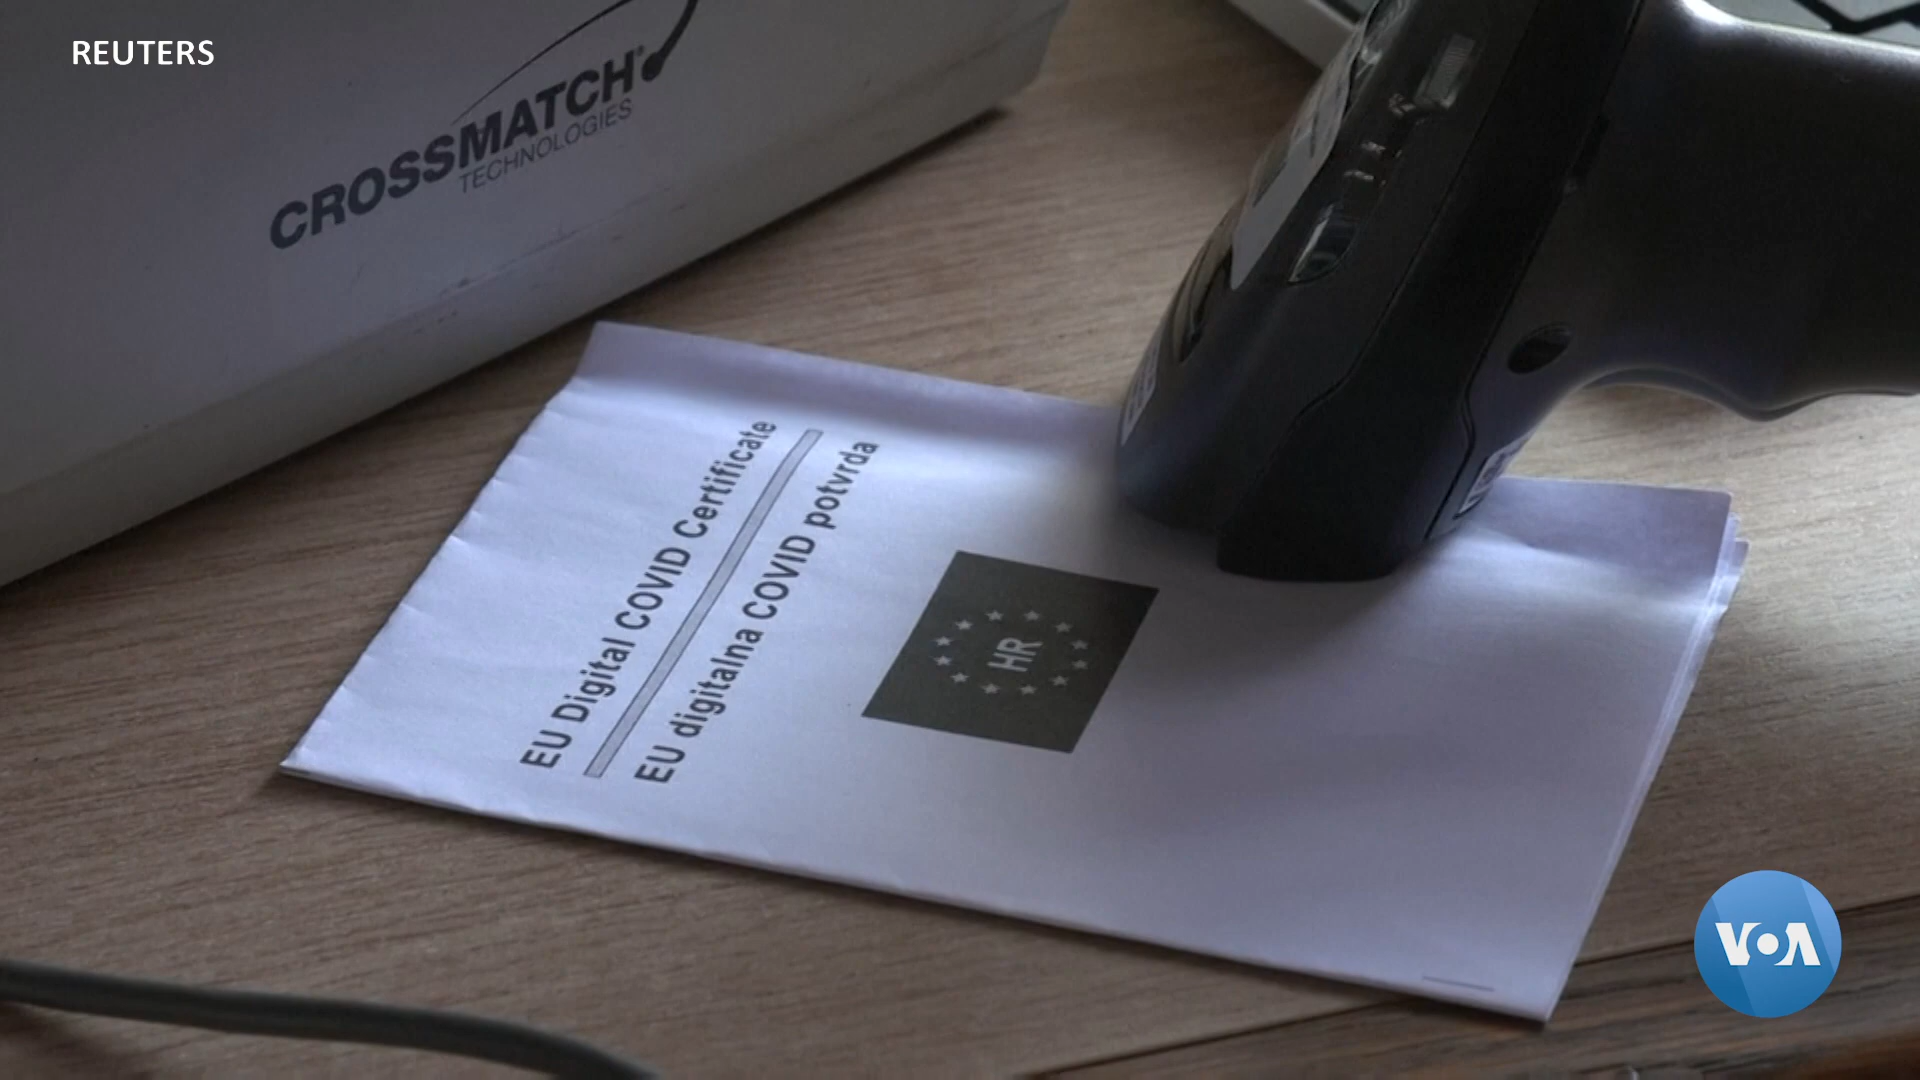 REUTERS
CROSSMATCH
TECHNOLOGIES
EU Digital COVID Certificate
EU digitalna COVID potvrda
HR
VOA